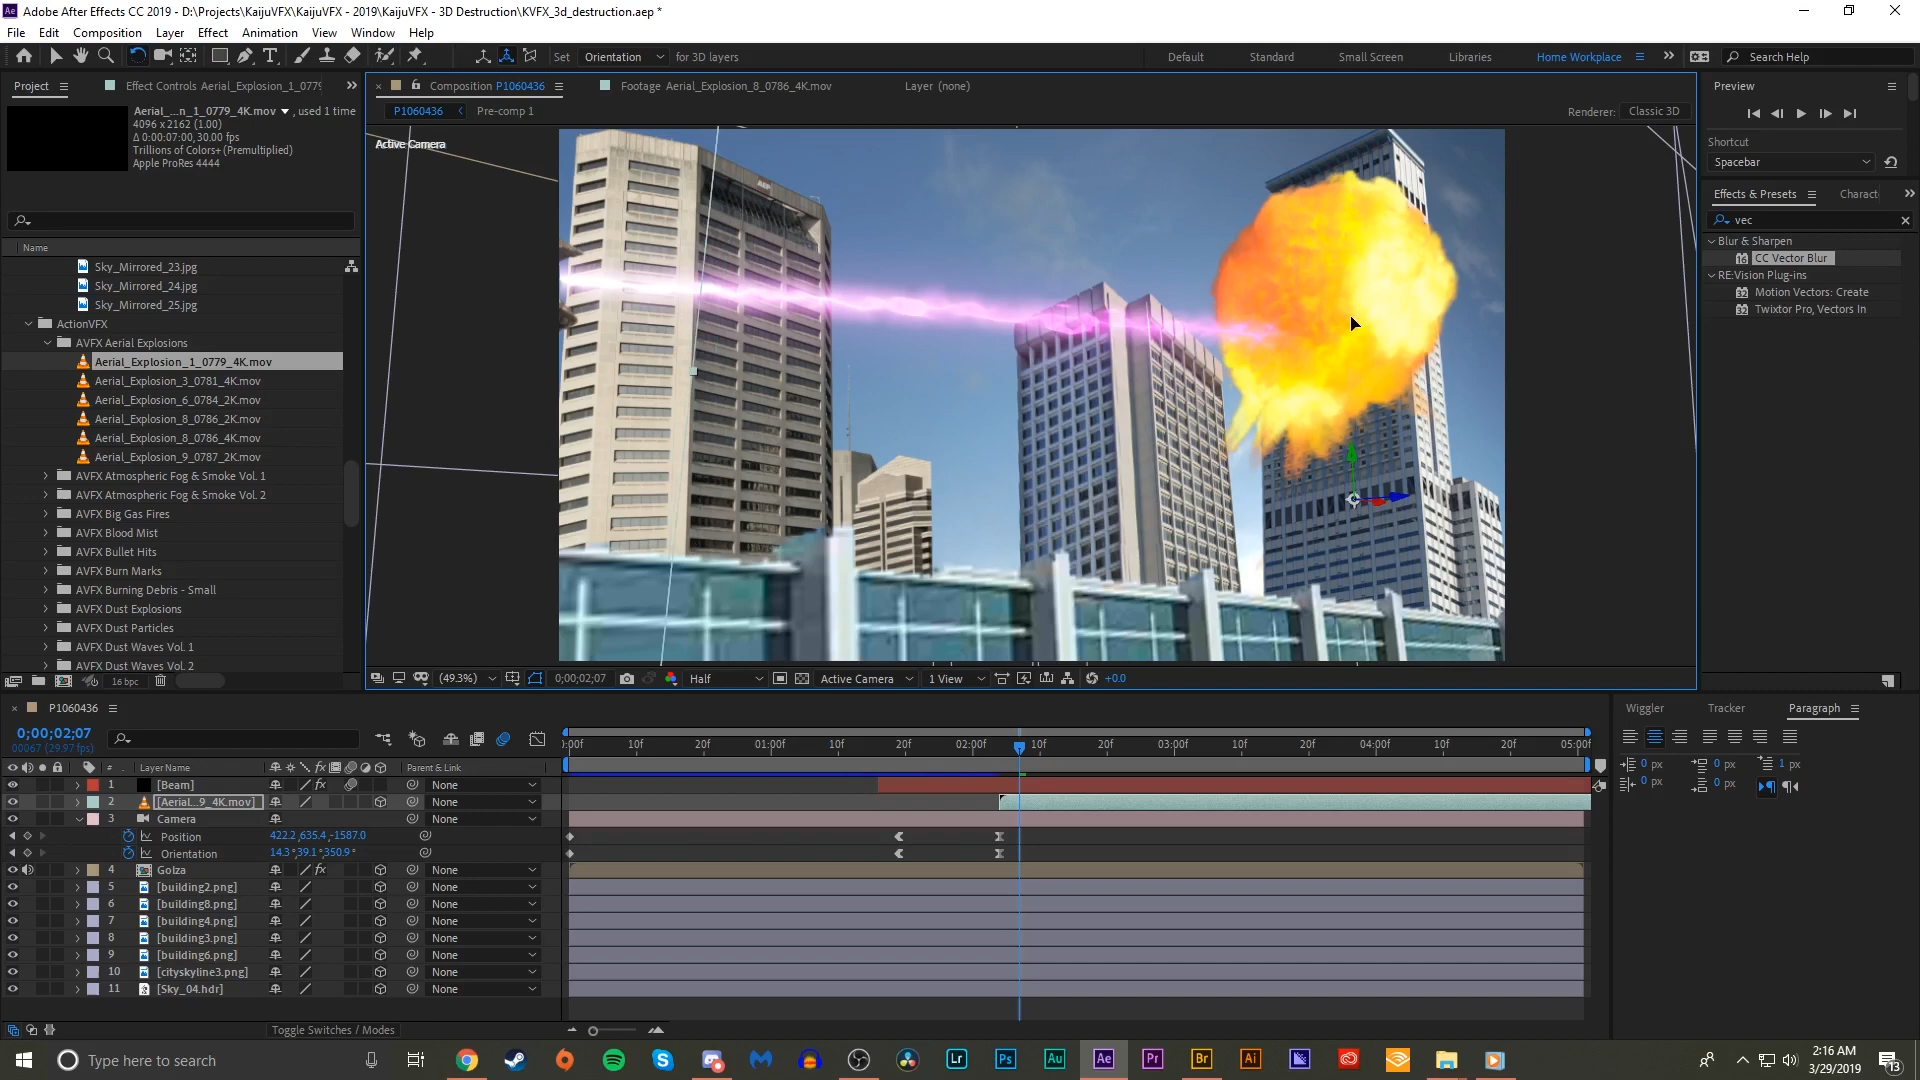 Adobe After Effects CC 2019 - D:\Projects\KaijuVFX\KaijuVFX - 2019\KaijuVFX - 3D Destruction\KVFX_3d_destruction.aep *
File Edit Composition Layer Effect Animation View Window Help
Set Orientation for 3D layers Default Standard Small Screen Libraries Home Workplace Search Help
Project Effect Controls Aerial_Explosion_1_0779 Composition P1060436 Footage Aerial_Explosion_8_0786_4K.mov Layer (none) Preview
Aerial_...n_1_0779_4K.mov , used 1 time
4096 x 2162 (1.00)
Δ 0:00:07:00, 30.00 fps
Trillions of Colors+ (Premultiplied)
Apple ProRes 4444
P1060436 Pre-comp 1 Renderer: Classic 3D
Active Camera
Shortcut
Spacebar
Effects & Presets Charact
vec
Blur & Sharpen
CC Vector Blur
RE:Vision Plug-ins
Motion Vectors: Create
Twixtor Pro, Vectors In
AEP
Name
Sky_Mirrored_23.jpg
Sky_Mirrored_24.jpg
Sky_Mirrored_25.jpg
ActionVFX
AVFX Aerial Explosions
Aerial_Explosion_1_0779_4K.mov
Aerial_Explosion_3_0781_4K.mov
Aerial_Explosion_6_0784_2K.mov
Aerial_Explosion_8_0786_2K.mov
Aerial_Explosion_8_0786_4K.mov
Aerial_Explosion_9_0787_2K.mov
AVFX Atmospheric Fog & Smoke Vol. 1
AVFX Atmospheric Fog & Smoke Vol. 2
AVFX Big Gas Fires
AVFX Blood Mist
AVFX Bullet Hits
AVFX Burn Marks
AVFX Burning Debris - Small
AVFX Dust Explosions
AVFX Dust Particles
AVFX Dust Waves Vol. 1
AVFX Dust Waves Vol. 2
16 bpc
(49.3%) 0;00;02;07 Half Active Camera 1 View +0.0
P1060436
0;00;02;07
00067 (29.97 fps)
:00f 10f 20f 01:00f 10f 20f 02:00f 10f 20f 03:00f 10f 20f 04:00f 10f 20f 05:00f
# Layer Name fx Parent & Link
1 [Beam] fx None
2 [Aerial...9_4K.mov] None
3 Camera None
Position 422.2,635.4,-1587.0
Orientation 14.3°,39.1°,350.9°
4 Golza fx None
5 [building2.png] None
6 [building8.png] None
7 [building4.png] None
8 [building3.png] None
9 [building6.png] None
10 [cityskyline3.png] None
11 [Sky_04.hdr] None
Toggle Switches / Modes
Wiggler Tracker Paragraph
0 px 0 px 1 px
0 px 0 px
Type here to search Lr Ps Au Ae Pr Br Ai
2:16 AM
3/29/2019
13